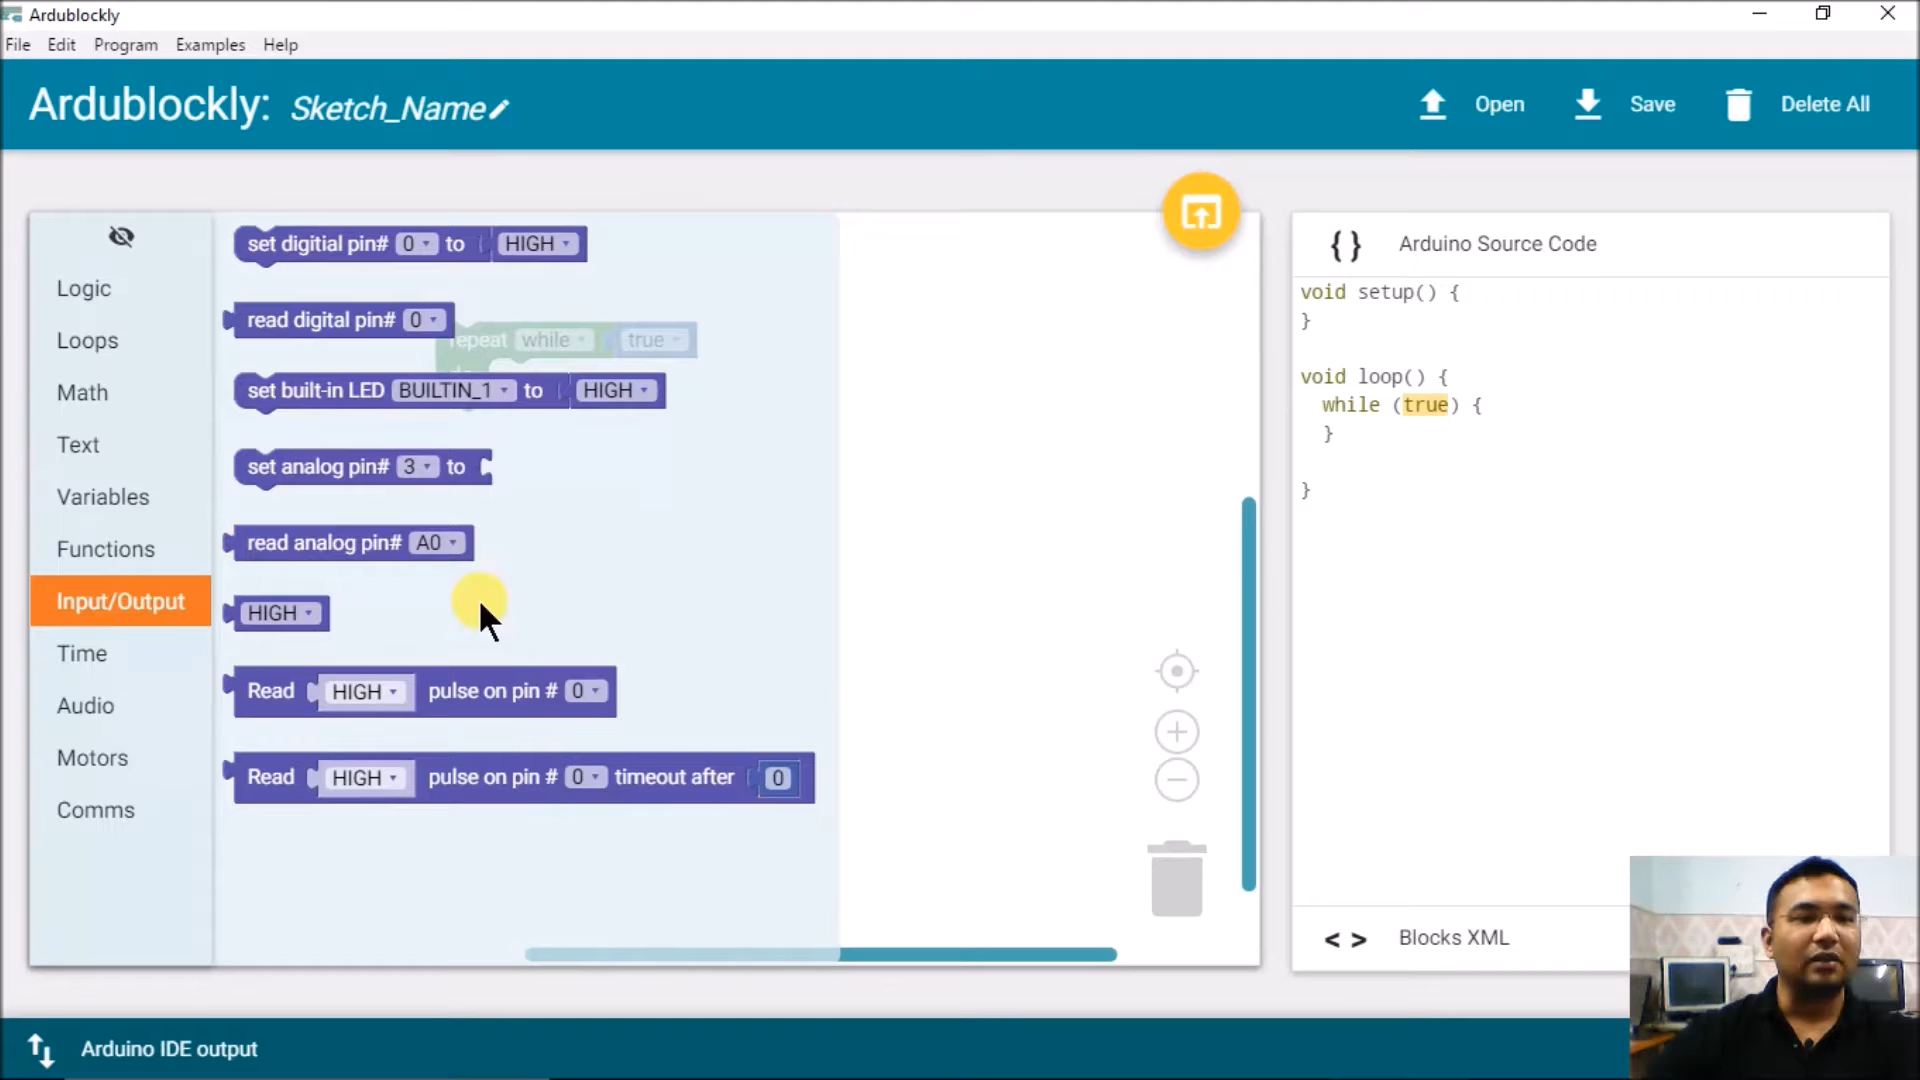 Ardublockly
File Edit Program Examples Help
Ardublockly: Sketch_Name
Open Save Delete All
Logic
Loops
Math
Text
Variables
Functions
Input/Output
Time
Audio
Motors
Comms
set digitial pin# 0 to HIGH
read digital pin# 0
repeat while true
set built-in LED BUILTIN_1 to HIGH
set analog pin# 3 to
read analog pin# A0
HIGH
Read HIGH pulse on pin # 0
Read HIGH pulse on pin # 0 timeout after 0
{ } Arduino Source Code
void setup() {
}
void loop() {
while (true) {
}
}
< > Blocks XML
Arduino IDE output